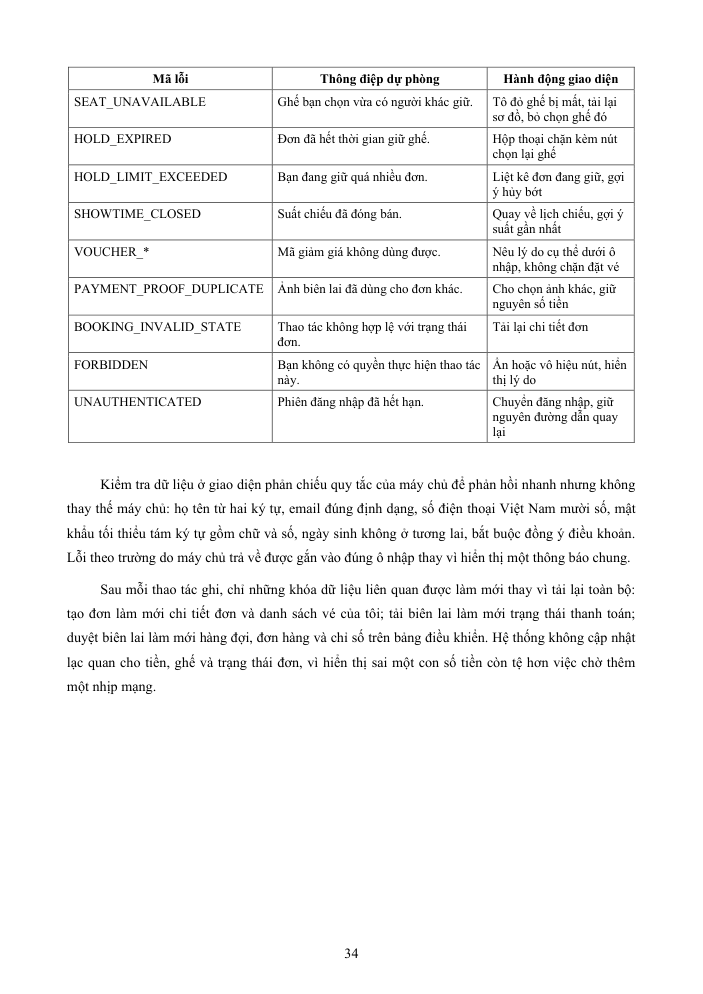 Mã lỗi	Thông điệp dự phòng	Hành động giao diện
SEAT_UNAVAILABLE	Ghế bạn chọn vừa có người khác giữ.	Tô đỏ ghế bị mất, tải lại
sơ đồ, bỏ chọn ghế đó
HOLD_EXPIRED	Đơn đã hết thời gian giữ ghế.	Hộp thoại chặn kèm nút
chọn lại ghế
HOLD_LIMIT_EXCEEDED	Bạn đang giữ quá nhiều đơn.	Liệt kê đơn đang giữ, gợi
ý hủy bớt
SHOWTIME_CLOSED	Suất chiếu đã đóng bán.	Quay về lịch chiếu, gợi ý
suất gần nhất
VOUCHER_*	Mã giảm giá không dùng được.	Nêu lý do cụ thể dưới ô
nhập, không chặn đặt vé
PAYMENT_PROOF_DUPLICATE	Ảnh biên lai đã dùng cho đơn khác.	Cho chọn ảnh khác, giữ
nguyên số tiền
BOOKING_INVALID_STATE	Thao tác không hợp lệ với trạng thái	Tải lại chi tiết đơn
đơn.
FORBIDDEN	Bạn không có quyền thực hiện thao tác	Ẩn hoặc vô hiệu nút, hiển
này.	thị lý do
UNAUTHENTICATED	Phiên đăng nhập đã hết hạn.	Chuyển đăng nhập, giữ
nguyên đường dẫn quay
lại
Kiểm tra dữ liệu ở giao diện phản chiếu quy tắc của máy chủ để phản hồi nhanh nhưng không
thay thế máy chủ: họ tên từ hai ký tự, email đúng định dạng, số điện thoại Việt Nam mười số, mật
khẩu tối thiểu tám ký tự gồm chữ và số, ngày sinh không ở tương lai, bắt buộc đồng ý điều khoản.
Lỗi theo trường do máy chủ trả về được gắn vào đúng ô nhập thay vì hiển thị một thông báo chung.
Sau mỗi thao tác ghi, chỉ những khóa dữ liệu liên quan được làm mới thay vì tải lại toàn bộ:
tạo đơn làm mới chi tiết đơn và danh sách vé của tôi; tải biên lai làm mới trạng thái thanh toán;
duyệt biên lai làm mới hàng đợi, đơn hàng và chỉ số trên bảng điều khiển. Hệ thống không cập nhật
lạc quan cho tiền, ghế và trạng thái đơn, vì hiển thị sai một con số tiền còn tệ hơn việc chờ thêm
một nhịp mạng.
34